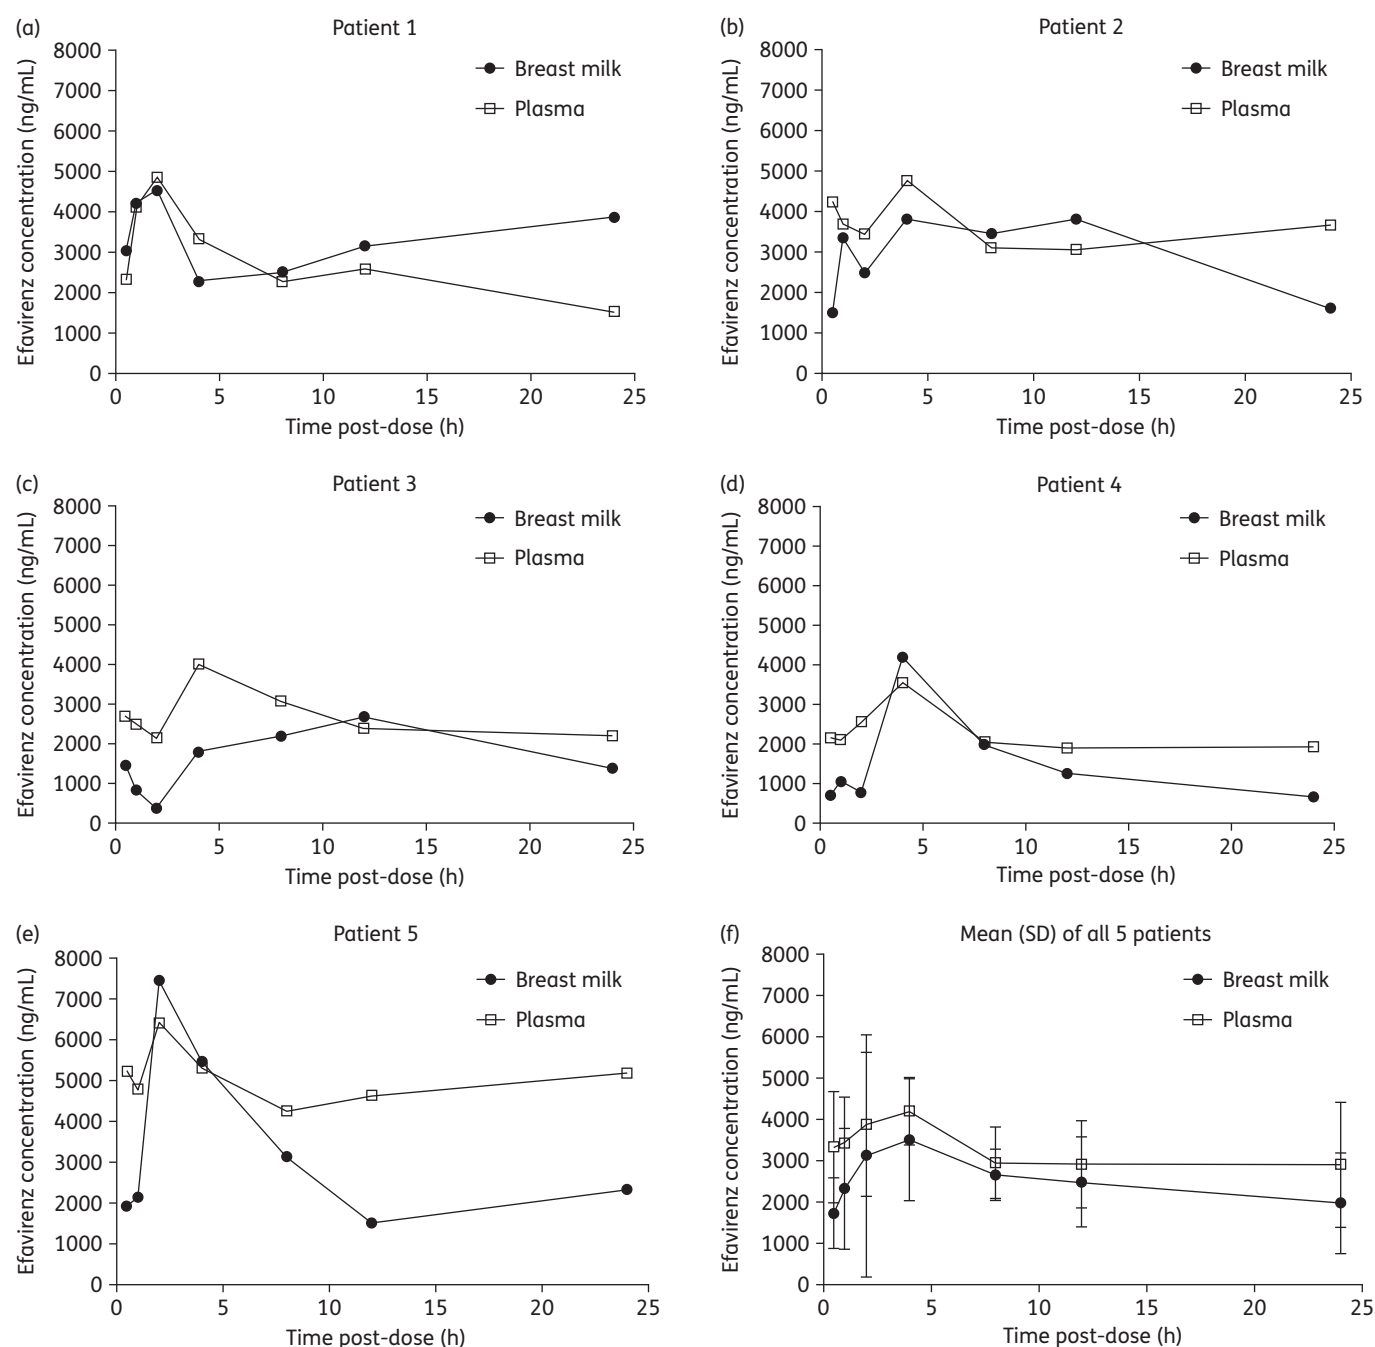 (a) Patient 1
Efavirenz concentration (ng/mL)
8000
7000
6000
5000
4000
3000
2000
1000
0
Breast milk
Plasma
0 5 10 15 20 25
Time post-dose (h)
(b) Patient 2
Efavirenz concentration (ng/mL)
8000
7000
6000
5000
4000
3000
2000
1000
0
Breast milk
Plasma
0 5 10 15 20 25
Time post-dose (h)
(c) Patient 3
Efavirenz concentration (ng/mL)
8000
7000
6000
5000
4000
3000
2000
1000
0
Breast milk
Plasma
0 5 10 15 20 25
Time post-dose (h)
(d) Patient 4
Efavirenz concentration (ng/mL)
8000
7000
6000
5000
4000
3000
2000
1000
0
Breast milk
Plasma
0 5 10 15 20 25
Time post-dose (h)
(e) Patient 5
Efavirenz concentration (ng/mL)
8000
7000
6000
5000
4000
3000
2000
1000
0
Breast milk
Plasma
0 5 10 15 20 25
Time post-dose (h)
(f) Mean (SD) of all 5 patients
Efavirenz concentration (ng/mL)
8000
7000
6000
5000
4000
3000
2000
1000
0
Breast milk
Plasma
0 5 10 15 20 25
Time post-dose (h)